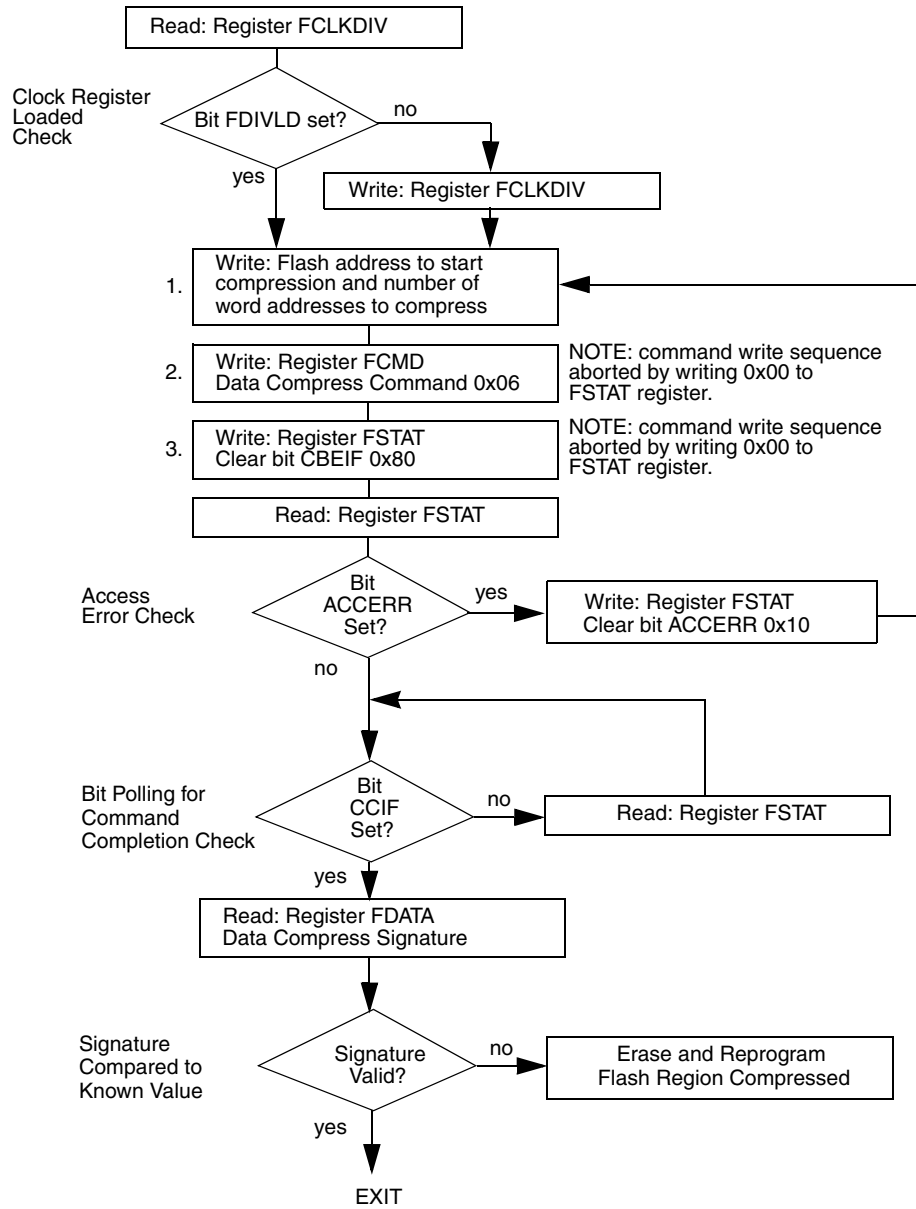 Read: Register FCLKDIV
Clock Register
Loaded
Check
Bit FDIVLD set?
no
yes
Write: Register FCLKDIV
1.
Write: Flash address to start
compression and number of
word addresses to compress
2.
Write: Register FCMD
Data Compress Command 0x06
NOTE: command write sequence
aborted by writing 0x00 to
FSTAT register.
3.
Write: Register FSTAT
Clear bit CBEIF 0x80
NOTE: command write sequence
aborted by writing 0x00 to
FSTAT register.
Read: Register FSTAT
Access
Error Check
Bit
ACCERR
Set?
yes
Write: Register FSTAT
Clear bit ACCERR 0x10
no
Bit Polling for
Command
Completion Check
Bit
CCIF
Set?
no
Read: Register FSTAT
yes
Read: Register FDATA
Data Compress Signature
Signature
Compared to
Known Value
Signature
Valid?
no
Erase and Reprogram
Flash Region Compressed
yes
EXIT